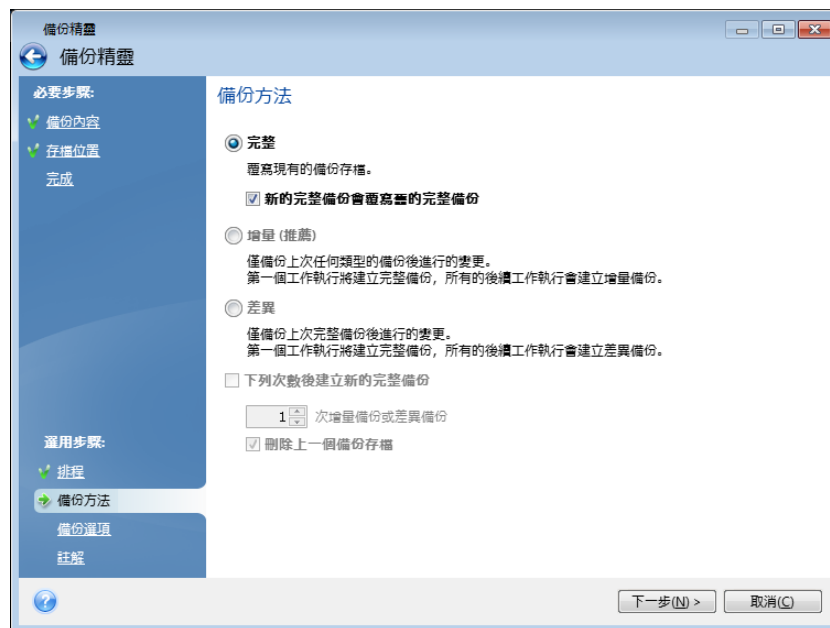 備份精靈
備份精靈
必要步驟:
備份內容
存檔位置
完成
選用步驟:
排程
備份方法
備份選項
註解
備份方法
完整
覆寫現有的備份存檔。
新的完整備份會覆寫舊的完整備份
增量 (推薦)
僅備份上次任何類型的備份後進行的變更。
第一個工作執行將建立完整備份，所有的後續工作執行會建立增量備份。
差異
僅備份上次完整備份後進行的變更。
第一個工作執行將建立完整備份，所有的後續工作執行會建立差異備份。
下列次數後建立新的完整備份
1 次增量備份或差異備份
刪除上一個備份存檔
下一步(N) > 取消(C)